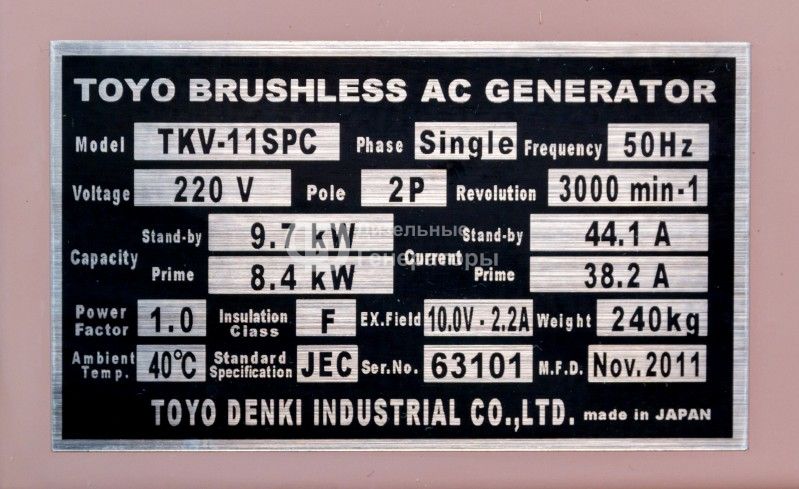 TOYO BRUSHLESS AC GENERATOR
Model TKV-11SPC Phase Single Frequency 50Hz
Voltage 220 V Pole 2P Revolution 3000 min-1
Capacity Stand-by 9.7 kW Current Stand-by 44.1 A
Prime 8.4 kW Prime 38.2 A
Дизельные
Генераторы
Power Factor 1.0 Insulation Class F EX.Field 10.0V - 2.2A Weight 240kg
Ambient Temp. 40°C Standard Specification JEC Ser.No. 63101 M.F.D. Nov.2011
TOYO DENKI INDUSTRIAL CO.,LTD. made in JAPAN